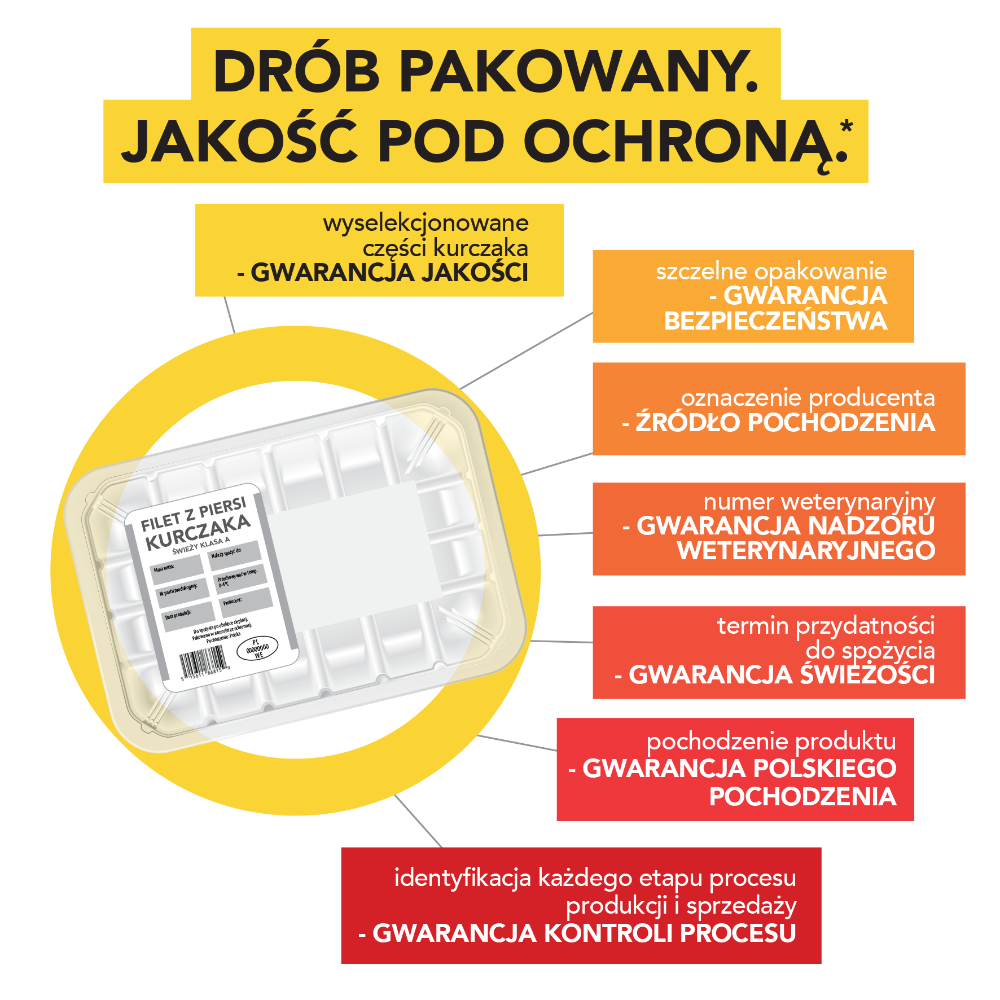 DRÓB PAKOWANY.
JAKOŚĆ POD OCHRONĄ.*
wyselekcjonowane
części kurczaka
- GWARANCJA JAKOŚCI
szczelne opakowanie
- GWARANCJA
BEZPIECZEŃSTWA
oznaczenie producenta
- ŹRÓDŁO POCHODZENIA
numer weterynaryjny
- GWARANCJA NADZORU
WETERYNARYJNEGO
termin przydatności
do spożycia
- GWARANCJA ŚWIEŻOŚCI
pochodzenie produktu
- GWARANCJA POLSKIEGO
POCHODZENIA
identyfikacja każdego etapu procesu
produkcji i sprzedaży
- GWARANCJA KONTROLI PROCESU
FILET Z PIERSI
KURCZAKA
ŚWIEŻY KLASA A
Masa netto:
Należy spożyć do:
Nr partii produkcyjnej:
Przechowywać w temp.
0-4°C
Data produkcji:
Producent:
Do spożycia po obróbce cieplnej.
Pakowano w atmosferze ochronnej.
Pochodzenie: Polska
PL
00000000
WE
5 15611 86815 9